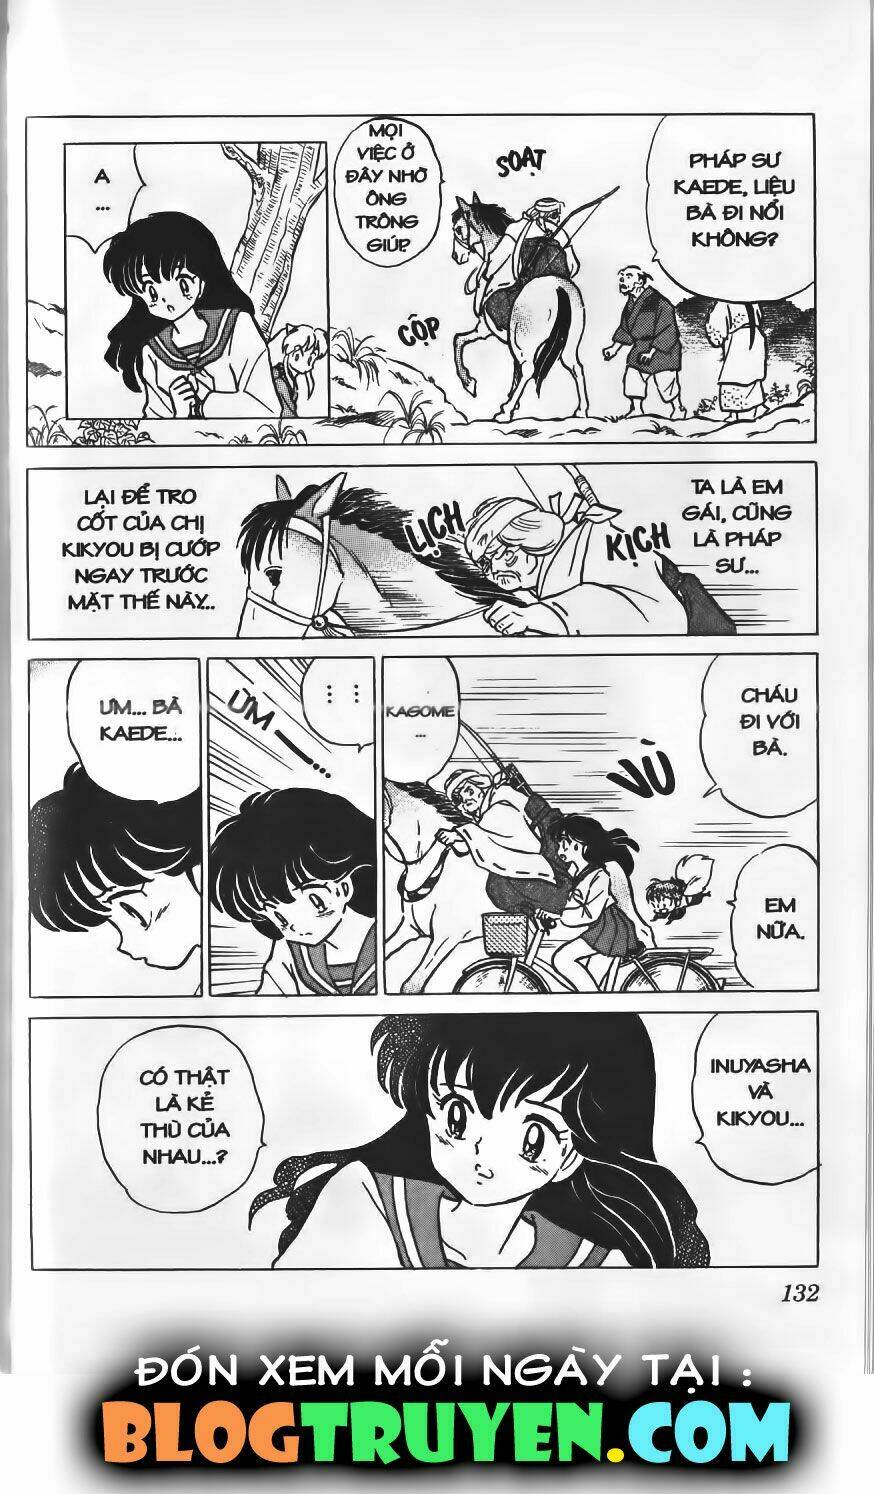 PHÁP SƯ
KAEDE, LIỆU
BÀ ĐI NỔI
KHÔNG?
SOẠT
MỌI
VIỆC Ở
ĐÂY NHỜ
ÔNG
TRÔNG
GIÚP.
CỘP
A
...
TA LÀ EM
GÁI, CŨNG
LÀ PHÁP
SƯ...
KỊCH
LỊCH
LẠI ĐỂ TRO
CỐT CỦA CHỊ
KIKYOU BỊ CƯỚP
NGAY TRƯỚC
MẶT THẾ NÀY...
CHÁU
ĐI VỚI
BÀ.
VÙ
EM
NỮA.
KAGOME
...
... ...
ỪM—...
ƯM... BÀ
KAEDE...
INUYASHA
VÀ
KIKYOU...
CÓ THẬT
LÀ KẺ
THÙ CỦA
NHAU...?
132
ĐÓN XEM MỖI NGÀY TẠI :
BLOGTRUYEN.COM